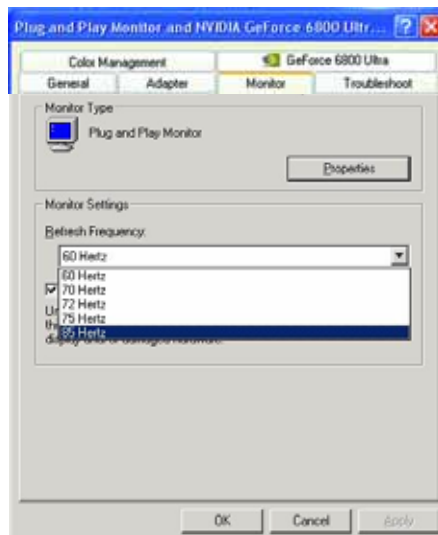 Plug and Play Monitor and NVIDIA GeForce 6800 Ultr...
Color Management
GeForce 6800 Ultra
General
Adapter
Monitor
Troubleshoot
Monitor Type
Plug and Play Monitor
Properties
Monitor Settings
Refresh Frequency:
60 Hertz
60 Hertz
70 Hertz
72 Hertz
75 Hertz
85 Hertz
OK
Cancel
Apply